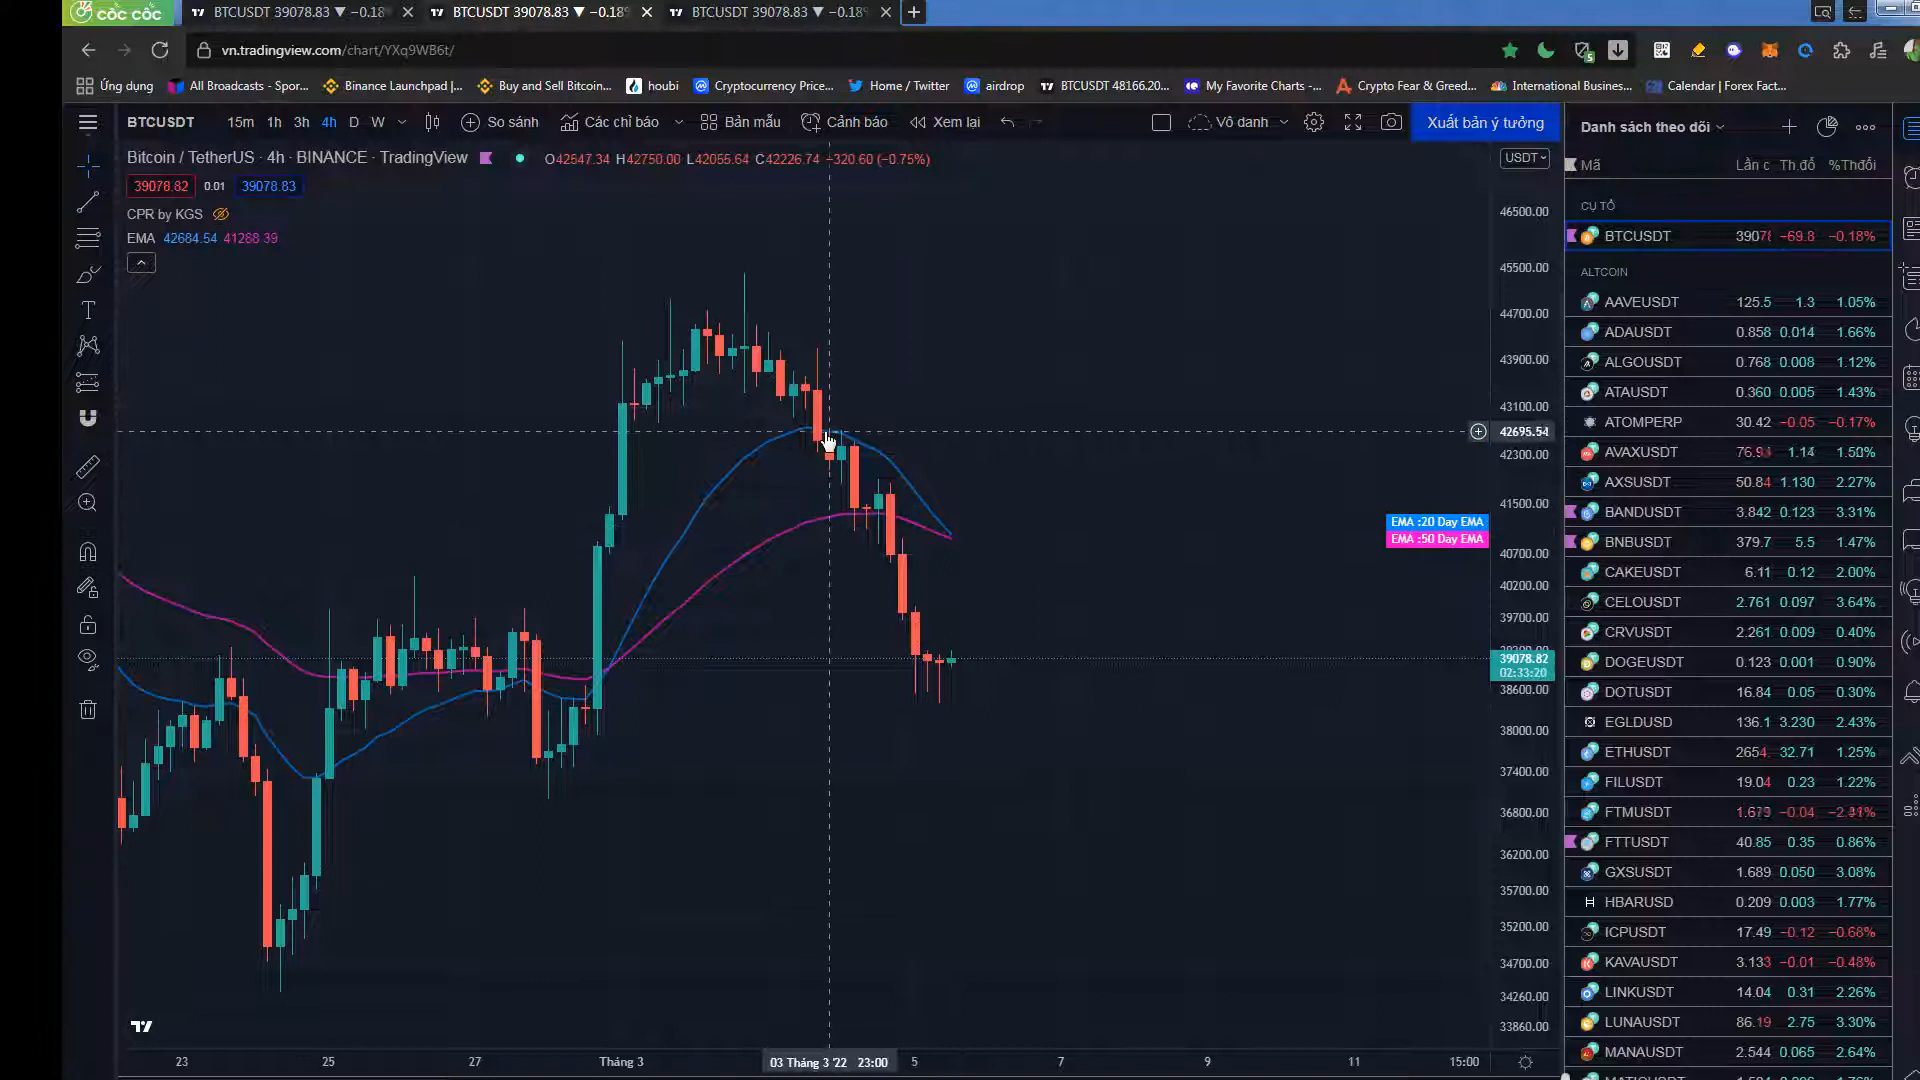 cốc cốc
BTCUSDT 39078.83 ▼ −0.18
BTCUSDT 39078.83 ▼ −0.18
BTCUSDT 39078.83 ▼ −0.18
vn.tradingview.com/chart/YXq9WB6t/
Ứng dụng
All Broadcasts - Spor...
Binance Launchpad |...
Buy and Sell Bitcoin...
houbi
Cryptocurrency Price...
Home / Twitter
airdrop
BTCUSDT 48166.20...
My Favorite Charts -...
Crypto Fear & Greed...
International Business...
Calendar | Forex Fact...
BTCUSDT 15m 1h 3h 4h D W So sánh Các chỉ báo Bản mẫu Cảnh báo Xem lại Vô danh Xuất bản ý tưởng
Bitcoin / TetherUS · 4h · BINANCE · TradingView
O42547.34 H42750.00 L42055.64 C42226.74 −320.60 (−0.75%)
39078.82 0.01 39078.83
CPR by KGS
EMA 42684.54 41288.39
USDT
46500.00
45500.00
44700.00
43900.00
43100.00
42695.54
42300.00
41500.00
EMA :20 Day EMA
EMA :50 Day EMA
40700.00
40200.00
39700.00
39078.82
02:33:20
38600.00
38000.00
37400.00
36800.00
36200.00
35700.00
35200.00
34700.00
34260.00
33860.00
23 25 27 Tháng 3 03 Tháng 3 '22 23:00 5 7 9 11 15:00
Danh sách theo dõi
Mã Lần c Th.đổ %Thđổi
CỤ TỔ
BTCUSDT 39078 −69.8 −0.18%
ALTCOIN
AAVEUSDT 125.5 1.3 1.05%
ADAUSDT 0.858 0.014 1.66%
ALGOUSDT 0.768 0.008 1.12%
ATAUSDT 0.360 0.005 1.43%
ATOMPERP 30.42 −0.05 −0.17%
AVAXUSDT 76.9 1.14 1.50%
AXSUSDT 50.84 1.130 2.27%
BANDUSDT 3.842 0.123 3.31%
BNBUSDT 379.7 5.5 1.47%
CAKEUSDT 6.11 0.12 2.00%
CELOUSDT 2.761 0.097 3.64%
CRVUSDT 2.261 0.009 0.40%
DOGEUSDT 0.123 0.001 0.90%
DOTUSDT 16.84 0.05 0.30%
EGLDUSD 136.1 3.230 2.43%
ETHUSDT 2654. 32.71 1.25%
FILUSDT 19.04 0.23 1.22%
FTMUSDT 1.679 −0.04
FTTUSDT 40.85 0.35 0.86%
GXSUSDT 1.689 0.050 3.08%
HBARUSD 0.209 0.003 1.77%
ICPUSDT 17.49 −0.12 −0.68%
KAVAUSDT 3.133 −0.01 −0.48%
LINKUSDT 14.04 0.31 2.26%
LUNAUSDT 86.19 2.75 3.30%
MANAUSDT 2.544 0.065 2.64%